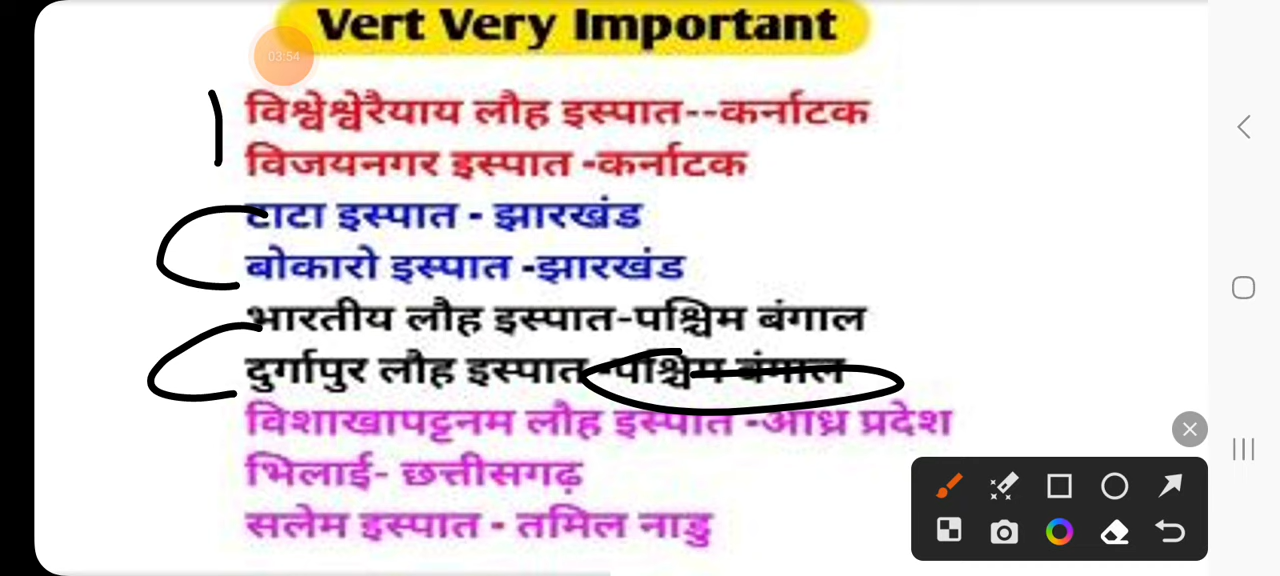 Vert Very Important
03:54
विश्वेश्वेरैयाय लौह इस्पात--कर्नाटक
विजयनगर इस्पात -कर्नाटक
टाटा इस्पात - झारखंड
बोकारो इस्पात -झारखंड
भारतीय लौह इस्पात-पश्चिम बंगाल
दुर्गापुर लौह इस्पात -पश्चिम बंगाल
विशाखापट्टनम लौह इस्पात -आंध्र प्रदेश
भिलाई- छत्तीसगढ़
सलेम इस्पात - तमिल नाडु